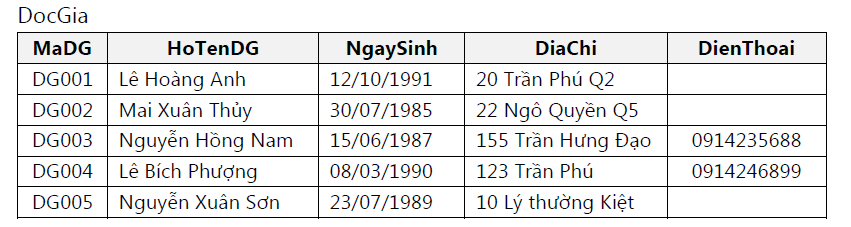 DocGia
MaDG HoTenDG NgaySinh DiaChi DienThoai
DG001 Lê Hoàng Anh 12/10/1991 20 Trần Phú Q2
DG002 Mai Xuân Thủy 30/07/1985 22 Ngô Quyền Q5
DG003 Nguyễn Hồng Nam 15/06/1987 155 Trần Hưng Đạo 0914235688
DG004 Lê Bích Phượng 08/03/1990 123 Trần Phú 0914246899
DG005 Nguyễn Xuân Sơn 23/07/1989 10 Lý thường Kiệt